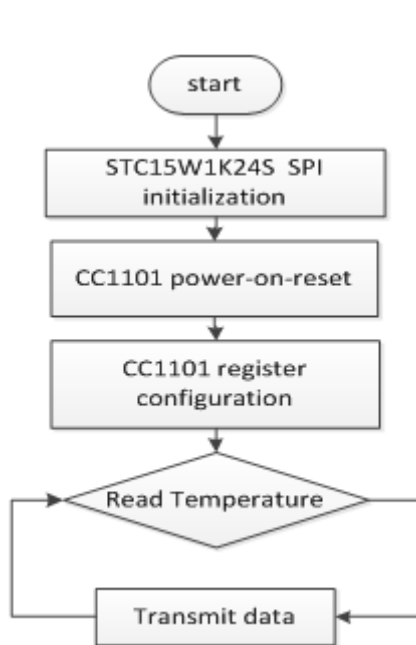 start
STC15W1K24S SPI
initialization
CC1101 power-on-reset
CC1101 register
configuration
Read Temperature
Transmit data